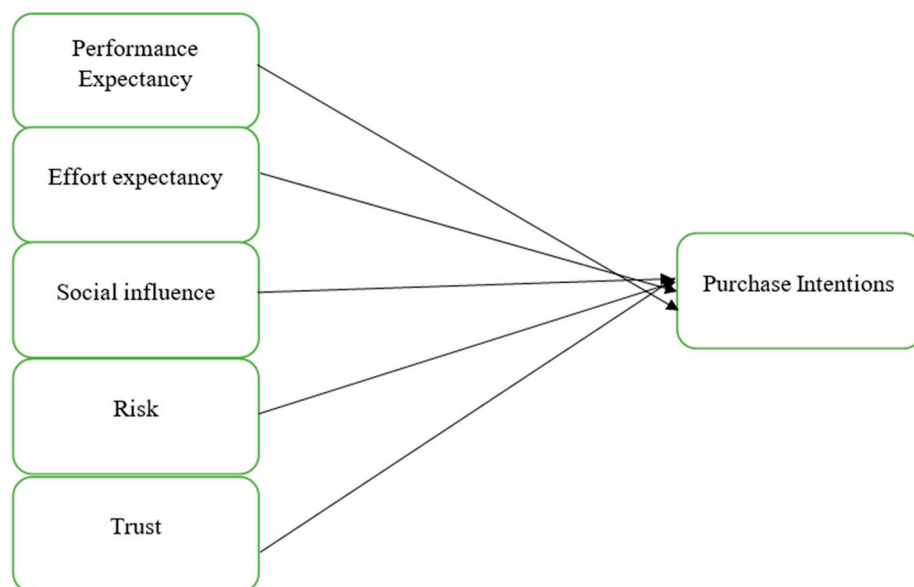 Performance
Expectancy
Effort expectancy
Social influence
Purchase Intentions
Risk
Trust